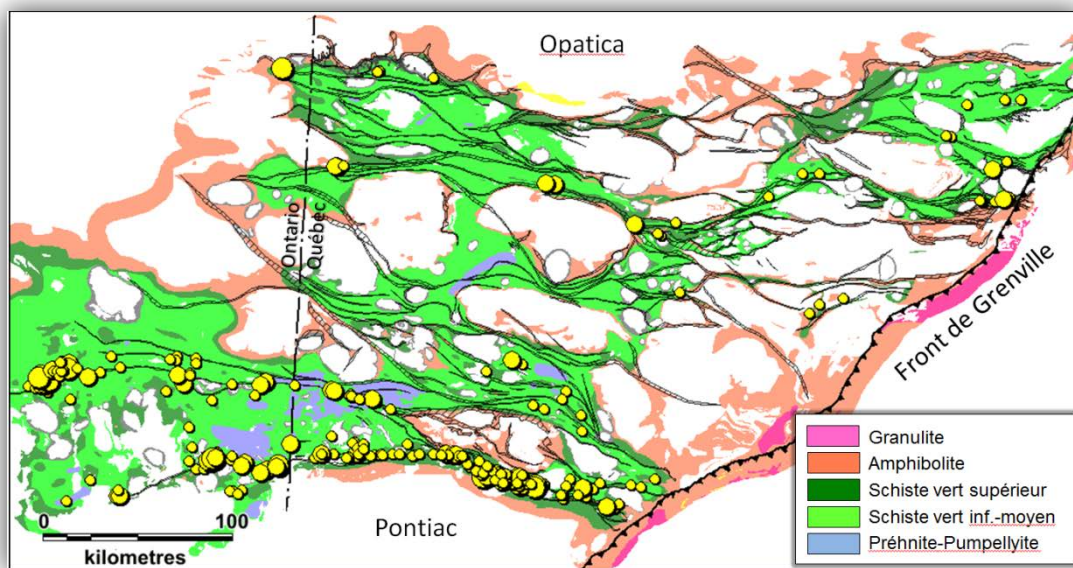 Opatica
Ontario
Québec
Front de Grenville
Pontiac
0 100
kilometres
Granulite
Amphibolite
Schiste vert supérieur
Schiste vert inf.-moyen
Préhnite-Pumpellyite